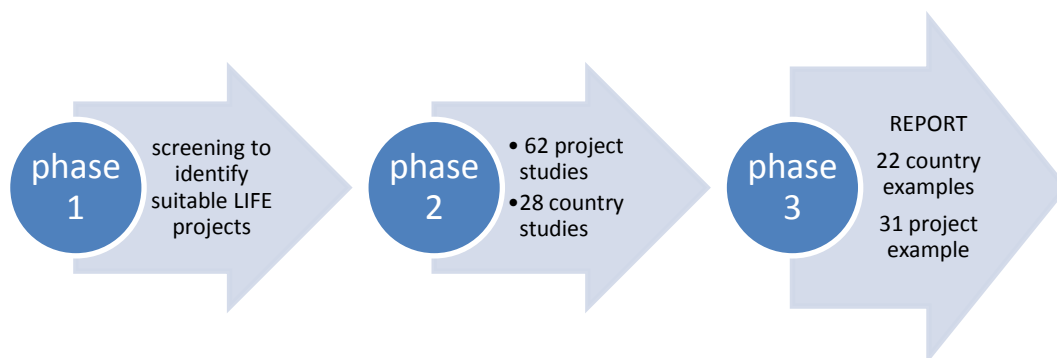 phase
1
screening to
identify
suitable LIFE
projects
phase
2
• 62 project
studies
•28 country
studies
phase
3
REPORT
22 country
examples
31 project
example